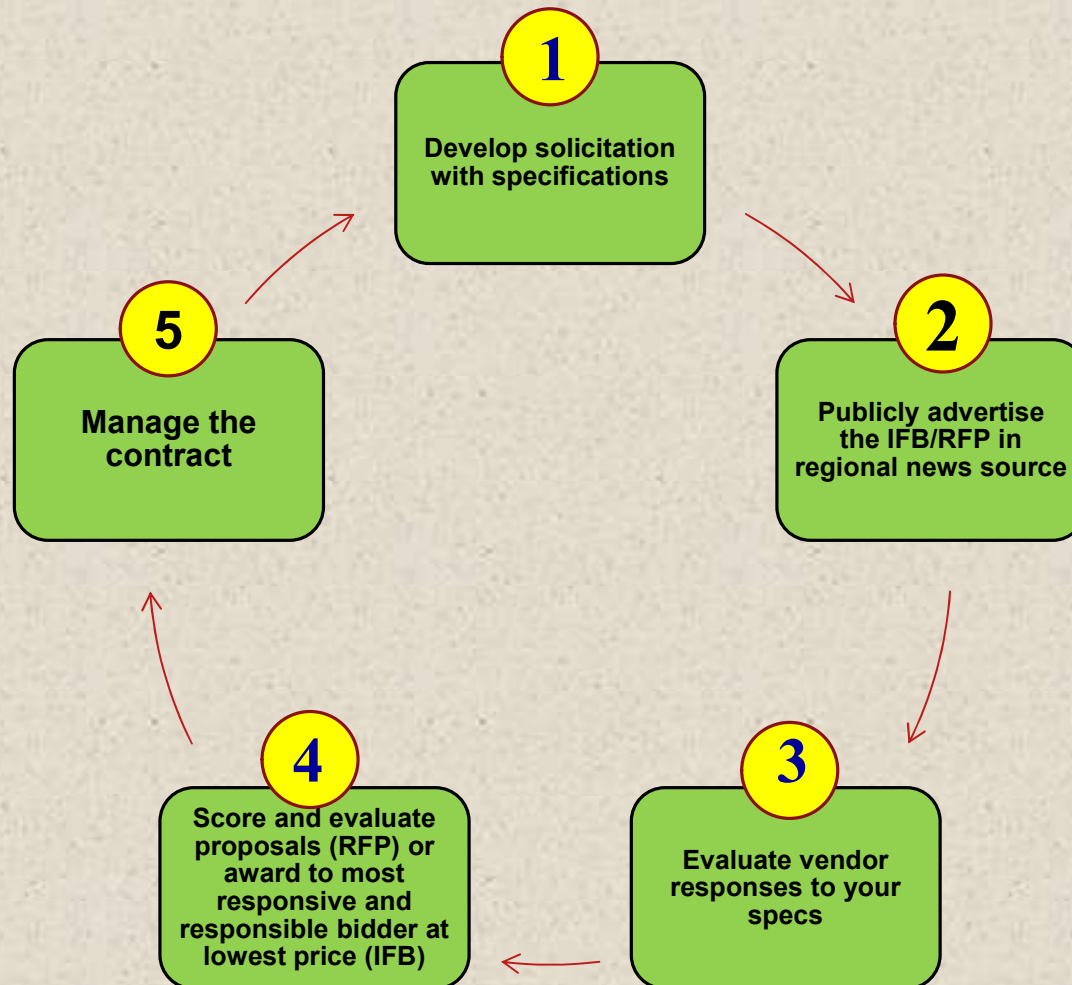 1
Develop solicitation
with specifications
2
Publicly advertise
the IFB/RFP in
regional news source
3
Evaluate vendor
responses to your
specs
4
Score and evaluate
proposals (RFP) or
award to most
responsive and
responsible bidder at
lowest price (IFB)
5
Manage the
contract